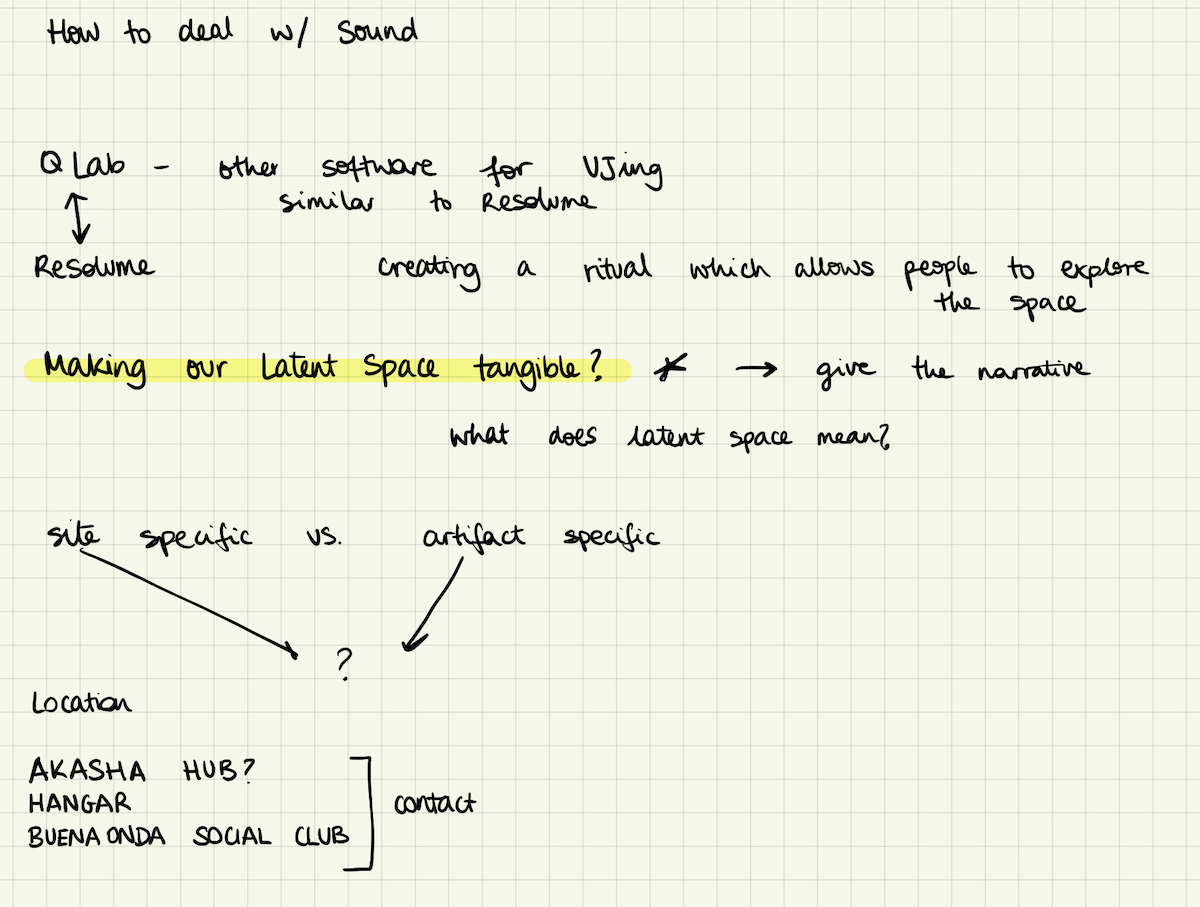 How to deal w/ Sound
QLab - other software for VJing
similar to Resolume
Resolume
creating a ritual which allows people to explore
the space
Making our Latent Space tangible? * → give the narrative
what does latent space mean?
site specific vs. artifact specific
?
Location
AKASHA HUB?
HANGAR
contact
BUENA ONDA SOCIAL CLUB